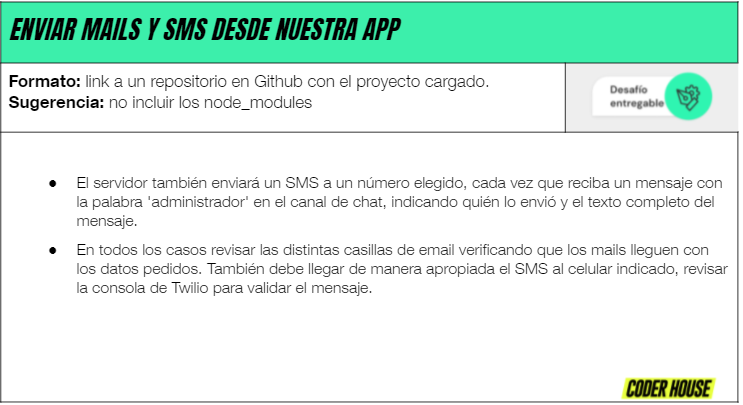 ENVIAR MAILS Y SMS DESDE NUESTRA APP
Formato: link a un repositorio en Github con el proyecto cargado.
Sugerencia: no incluir los node_modules
Desafío
entregable
● El servidor también enviará un SMS a un número elegido, cada vez que reciba un mensaje con
la palabra 'administrador' en el canal de chat, indicando quién lo envió y el texto completo del
mensaje.
● En todos los casos revisar las distintas casillas de email verificando que los mails lleguen con
los datos pedidos. También debe llegar de manera apropiada el SMS al celular indicado, revisar
la consola de Twilio para validar el mensaje.
CODER HOUSE